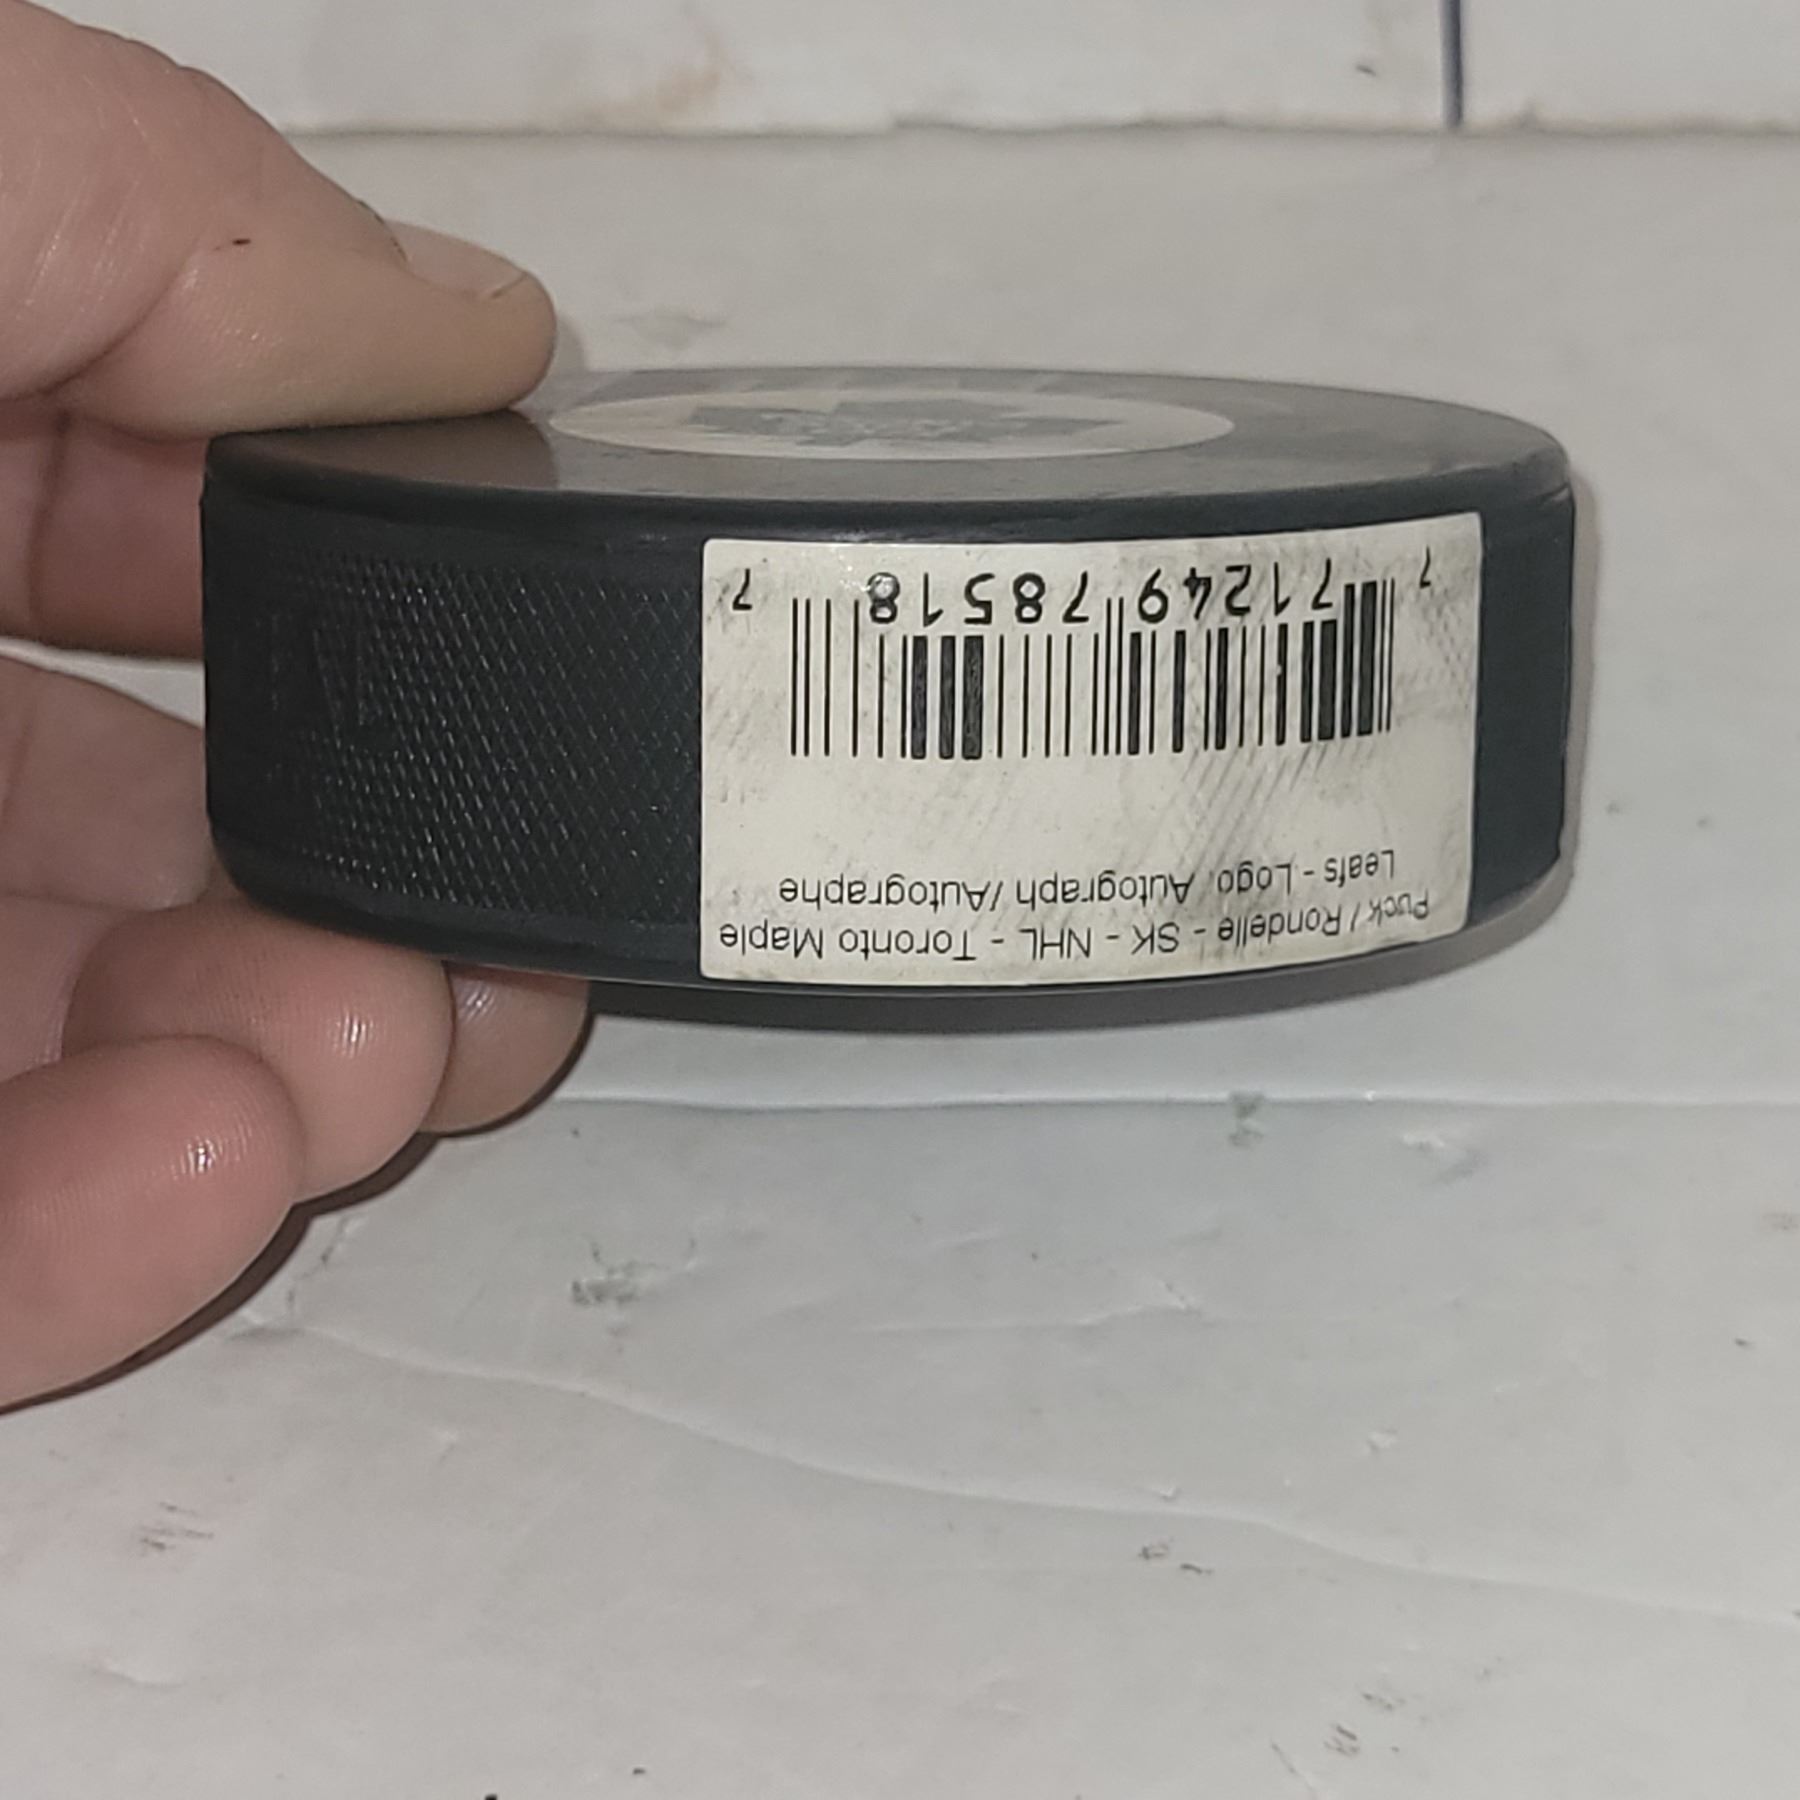 Puck / Rondelle - SK - NHL - Toronto Maple
Leafs - Logo, Autograph /Autographe
7 71249 78518 7